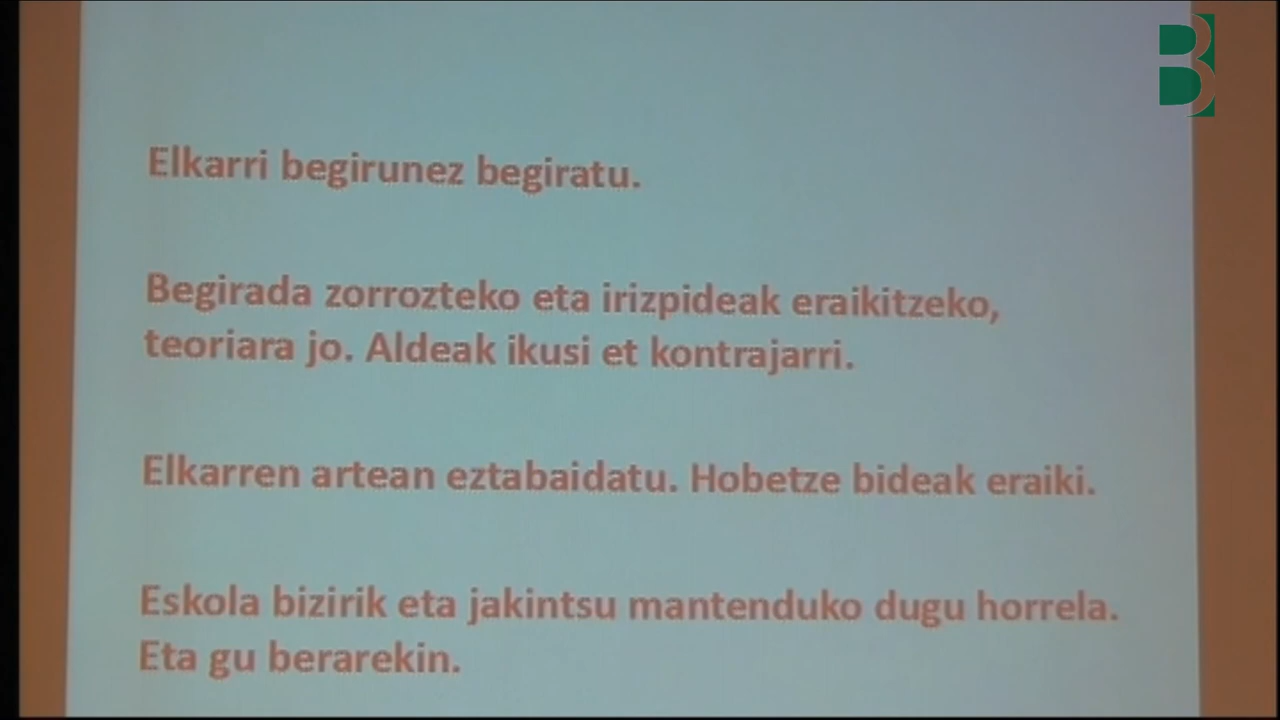 B
Elkarri begirunez begiratu.
Begirada zorrozteko eta irizpideak eraikitzeko,
teoriara jo. Aldeak ikusi et kontrajarri.
Elkarren artean eztabaidatu. Hobetze bideak eraiki.
Eskola bizirik eta jakintsu mantenduko dugu horrela.
Eta gu berarekin.